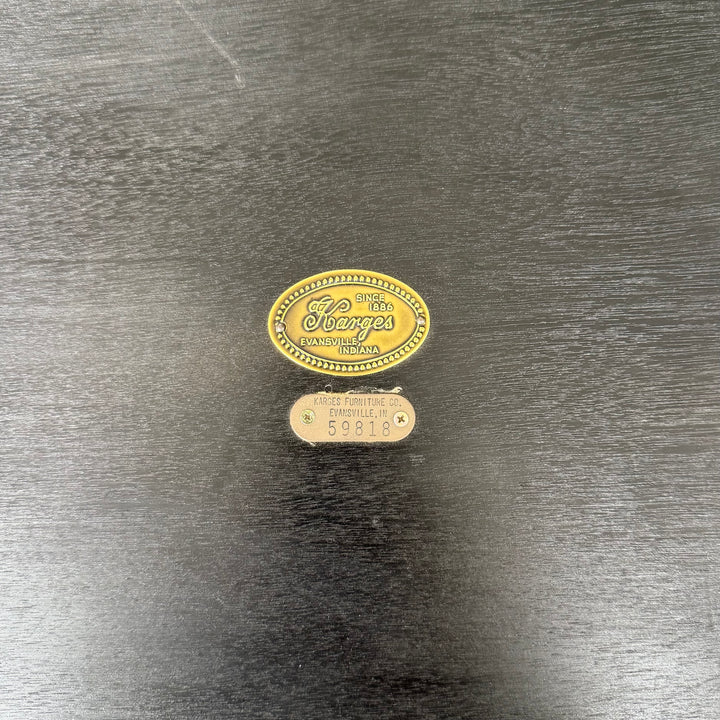 SINCE
1886
Karges
EVANSVILLE,
INDIANA
KARGES FURNITURE CO.
EVANSVILLE, IN
59818